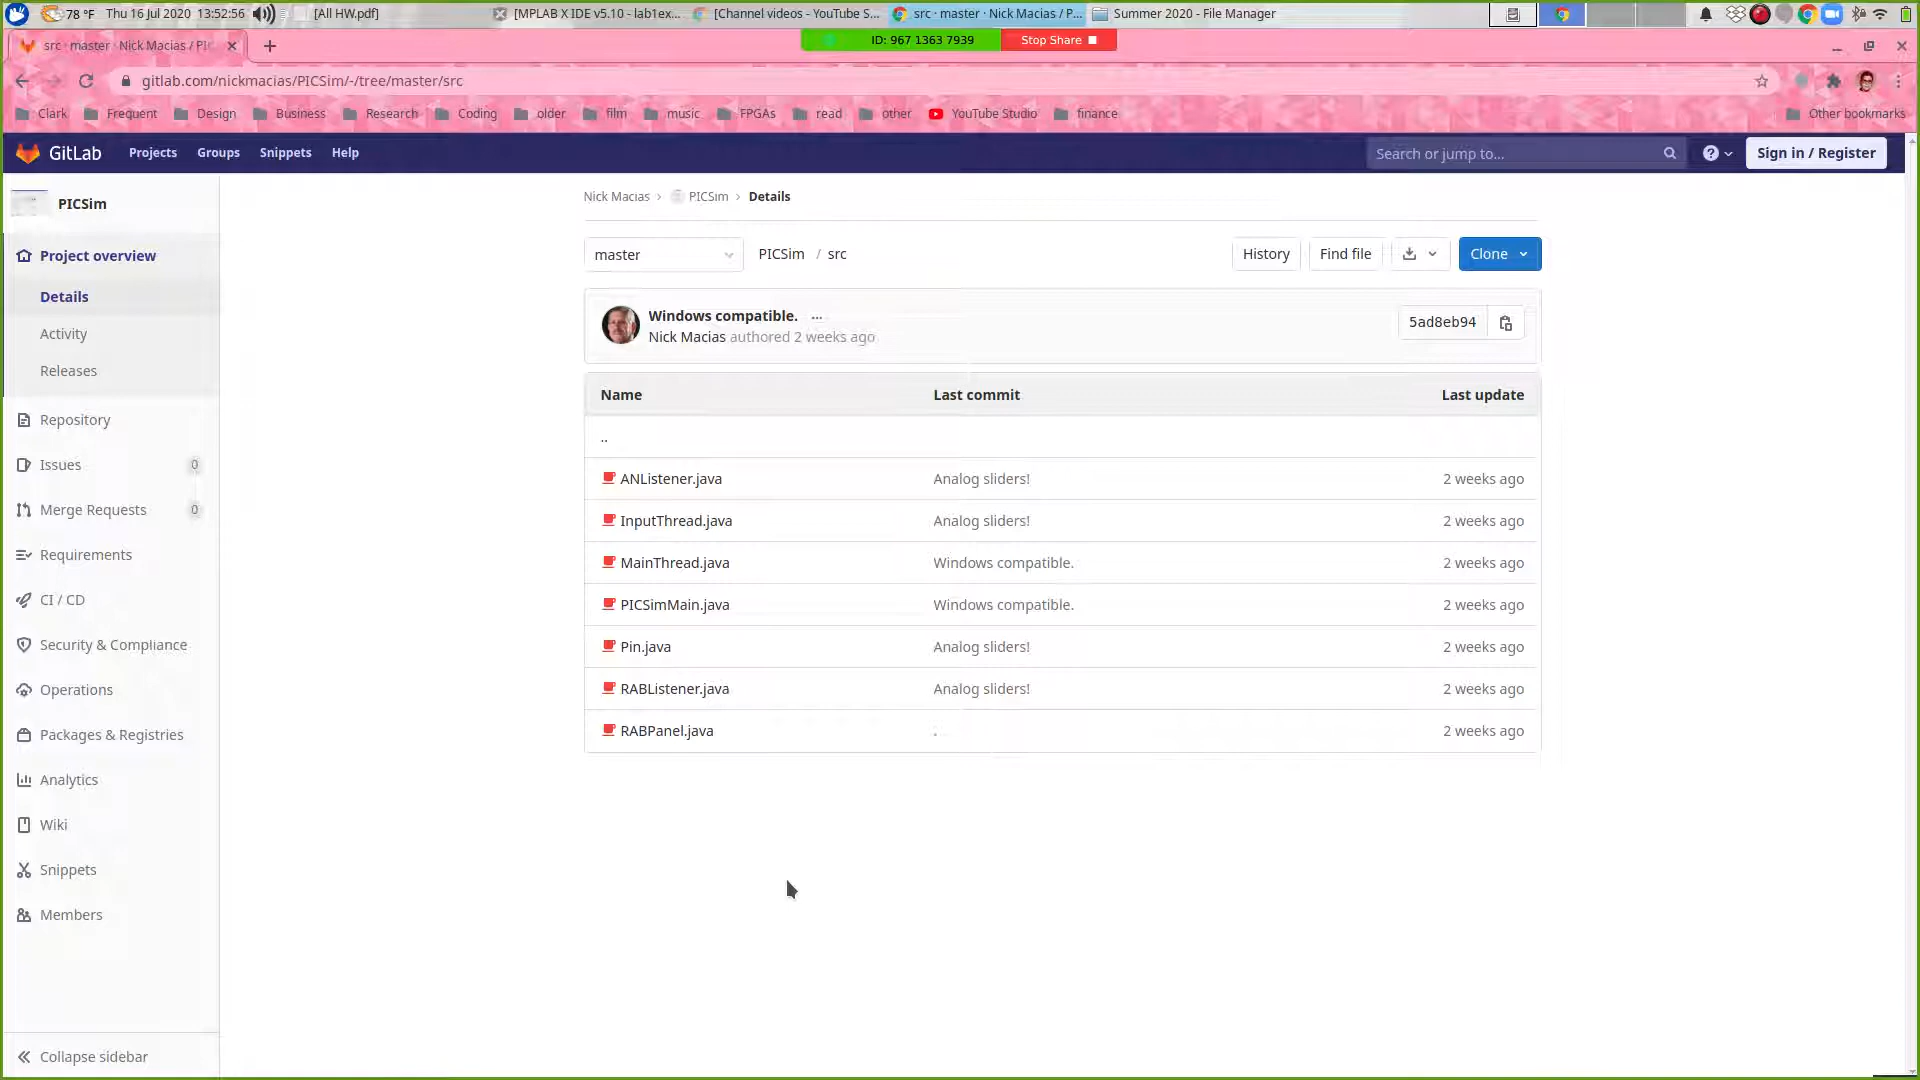 78 °F Thu 16 Jul 2020 13:52:56 [All HW.pdf] [MPLAB X IDE v5.10 - lab1ex... [Channel videos - YouTube S... src · master · Nick Macias / P... Summer 2020 - File Manager
src · master · Nick Macias / PIC
ID: 967 1363 7939 Stop Share
gitlab.com/nickmacias/PICSim/-/tree/master/src
Clark Frequent Design Business Research Coding older film music FPGAs read other YouTube Studio finance Other bookmarks
GitLab Projects Groups Snippets Help Search or jump to... Sign in / Register
PICSim
Project overview
Details
Activity
Releases
Repository
Issues 0
Merge Requests 0
Requirements
CI / CD
Security & Compliance
Operations
Packages & Registries
Analytics
Wiki
Snippets
Members
Collapse sidebar
Nick Macias > PICSim > Details
master PICSim / src History Find file Clone
Windows compatible. ...
Nick Macias authored 2 weeks ago
5ad8eb94
Name Last commit Last update
..
ANListener.java Analog sliders! 2 weeks ago
InputThread.java Analog sliders! 2 weeks ago
MainThread.java Windows compatible. 2 weeks ago
PICSimMain.java Windows compatible. 2 weeks ago
Pin.java Analog sliders! 2 weeks ago
RABListener.java Analog sliders! 2 weeks ago
RABPanel.java . 2 weeks ago